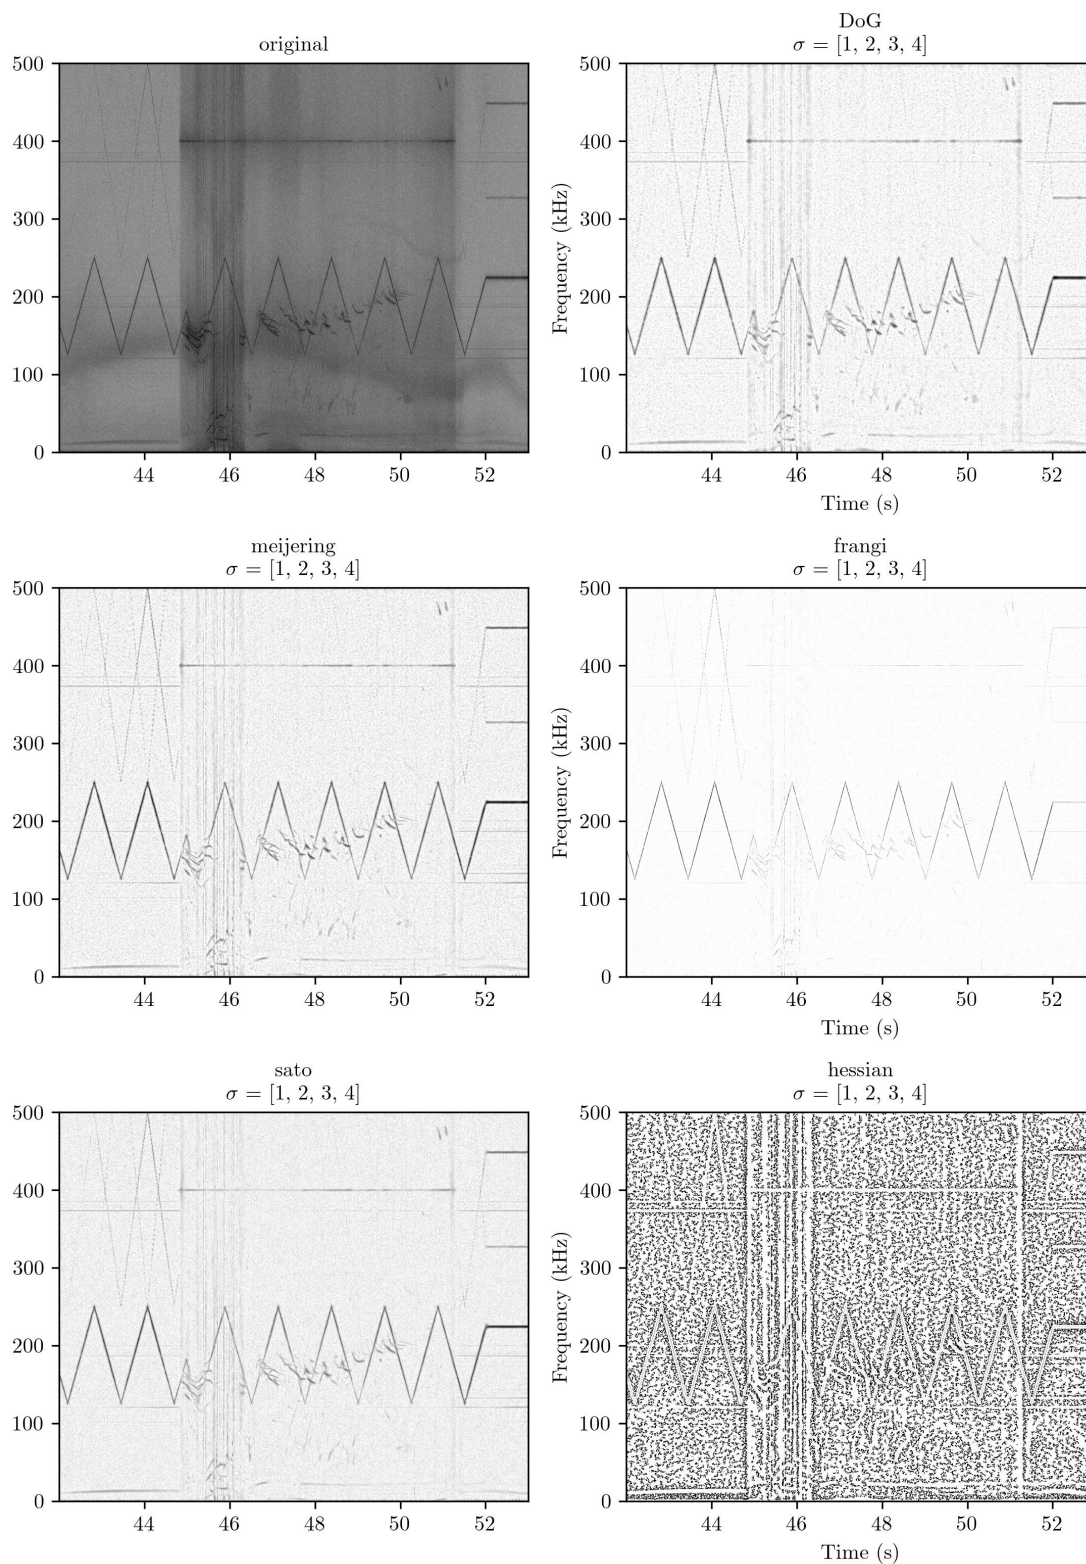 original
500
400
300
200
100
0
44 46 48 50 52
DoG
σ = [1, 2, 3, 4]
Frequency (kHz)
500
400
300
200
100
0
44 46 48 50 52
Time (s)
meijering
σ = [1, 2, 3, 4]
500
400
300
200
100
0
44 46 48 50 52
frangi
σ = [1, 2, 3, 4]
Frequency (kHz)
500
400
300
200
100
0
44 46 48 50 52
Time (s)
sato
σ = [1, 2, 3, 4]
500
400
300
200
100
0
44 46 48 50 52
hessian
σ = [1, 2, 3, 4]
Frequency (kHz)
500
400
300
200
100
0
44 46 48 50 52
Time (s)